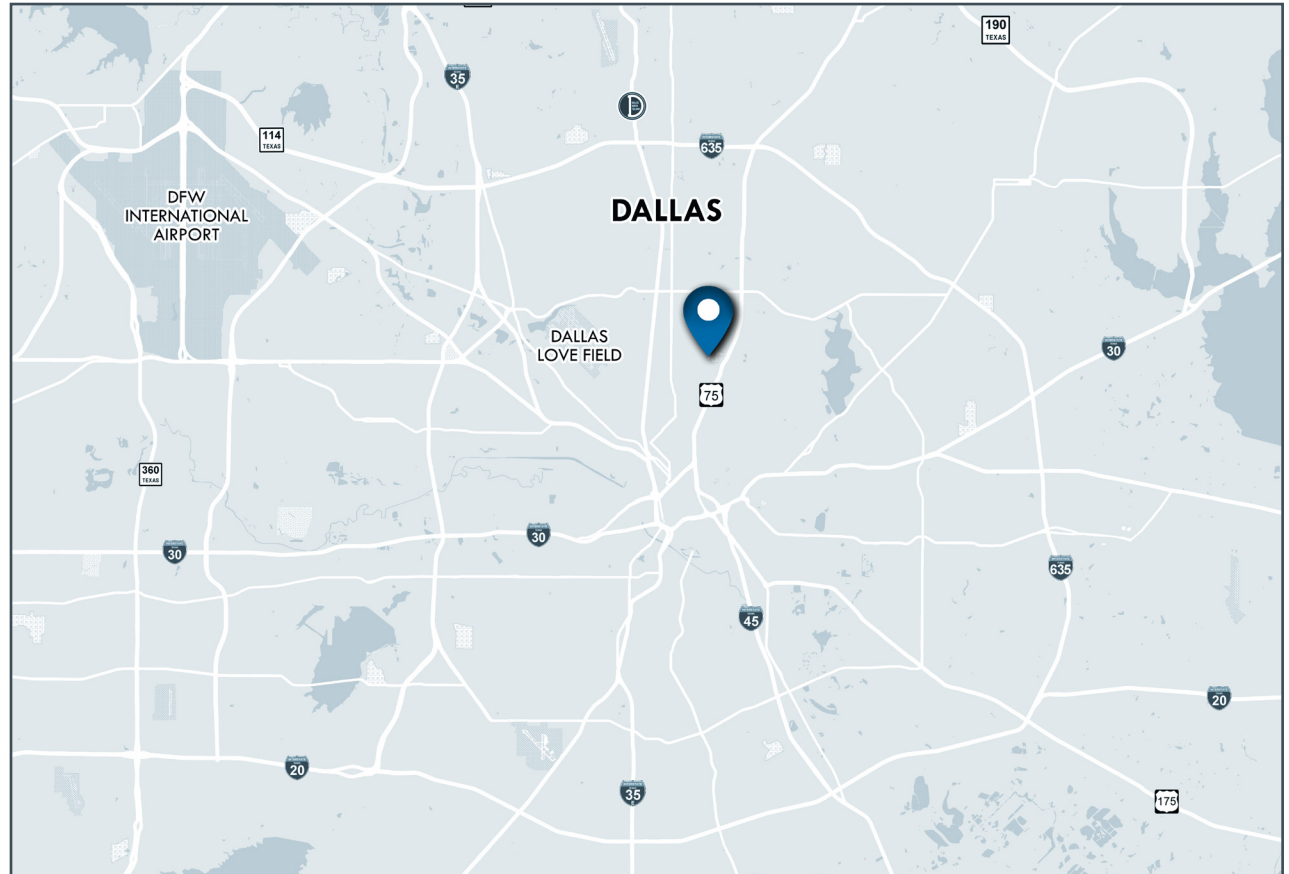 190
TEXAS
35
E
114
TEXAS
635
DFW
INTERNATIONAL
AIRPORT
DALLAS
DALLAS
LOVE FIELD
30
75
360
TEXAS
30
30
635
45
20
20
35
E
175